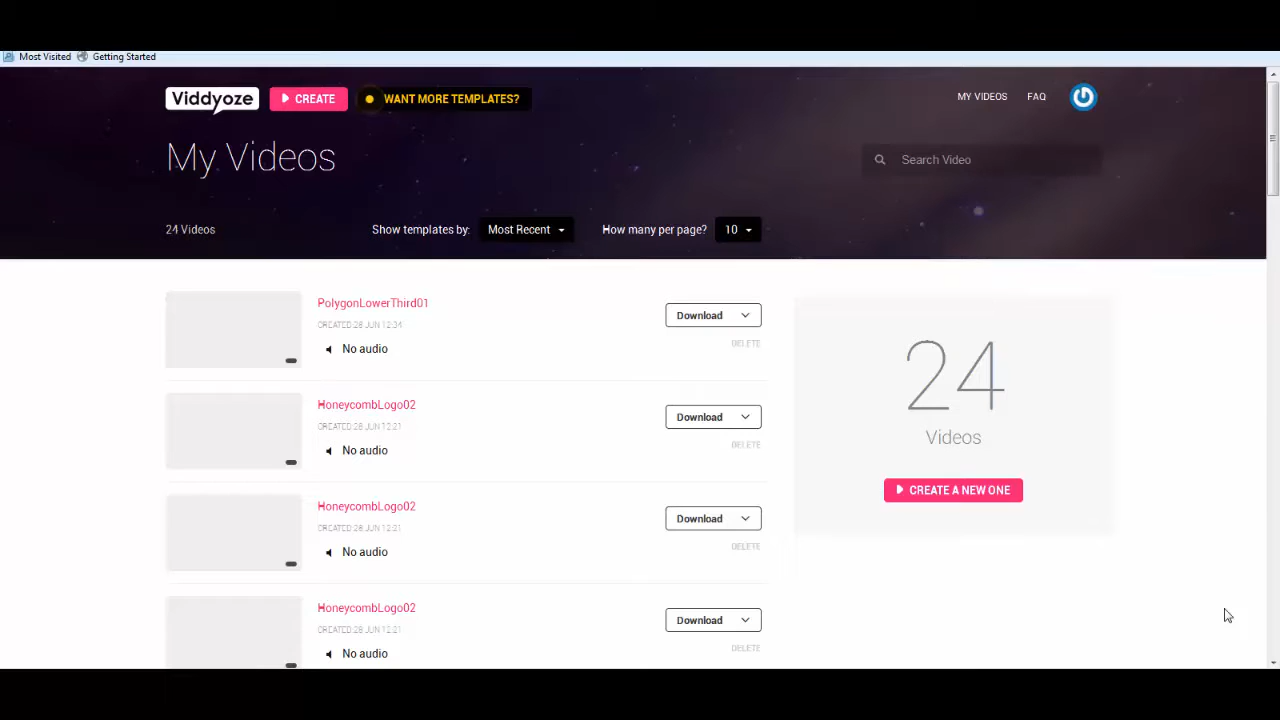 Most Visited Getting Started
Viddyoze CREATE WANT MORE TEMPLATES? MY VIDEOS FAQ
My Videos
Search Video
24 Videos Show templates by: Most Recent How many per page? 10
PolygonLowerThird01
CREATED:28 JUN 12:34
No audio
Download
DELETE
HoneycombLogo02
CREATED:28 JUN 12:21
No audio
Download
DELETE
HoneycombLogo02
CREATED:28 JUN 12:21
No audio
Download
DELETE
HoneycombLogo02
CREATED:28 JUN 12:21
No audio
Download
DELETE
24
Videos
CREATE A NEW ONE